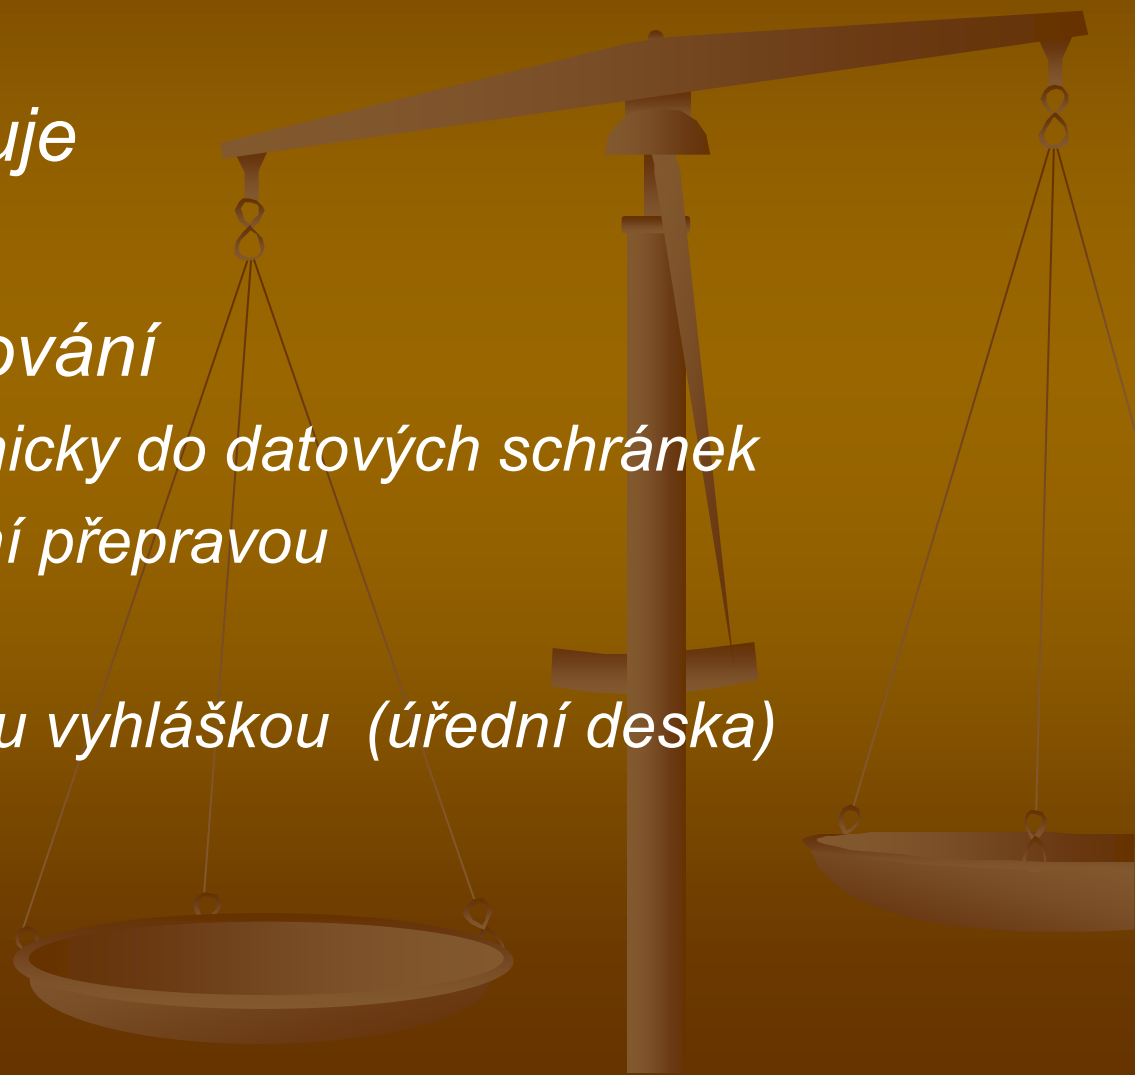 uje
ování
nicky do datových schránek
ní přepravou
u vyhláškou (úřední deska)